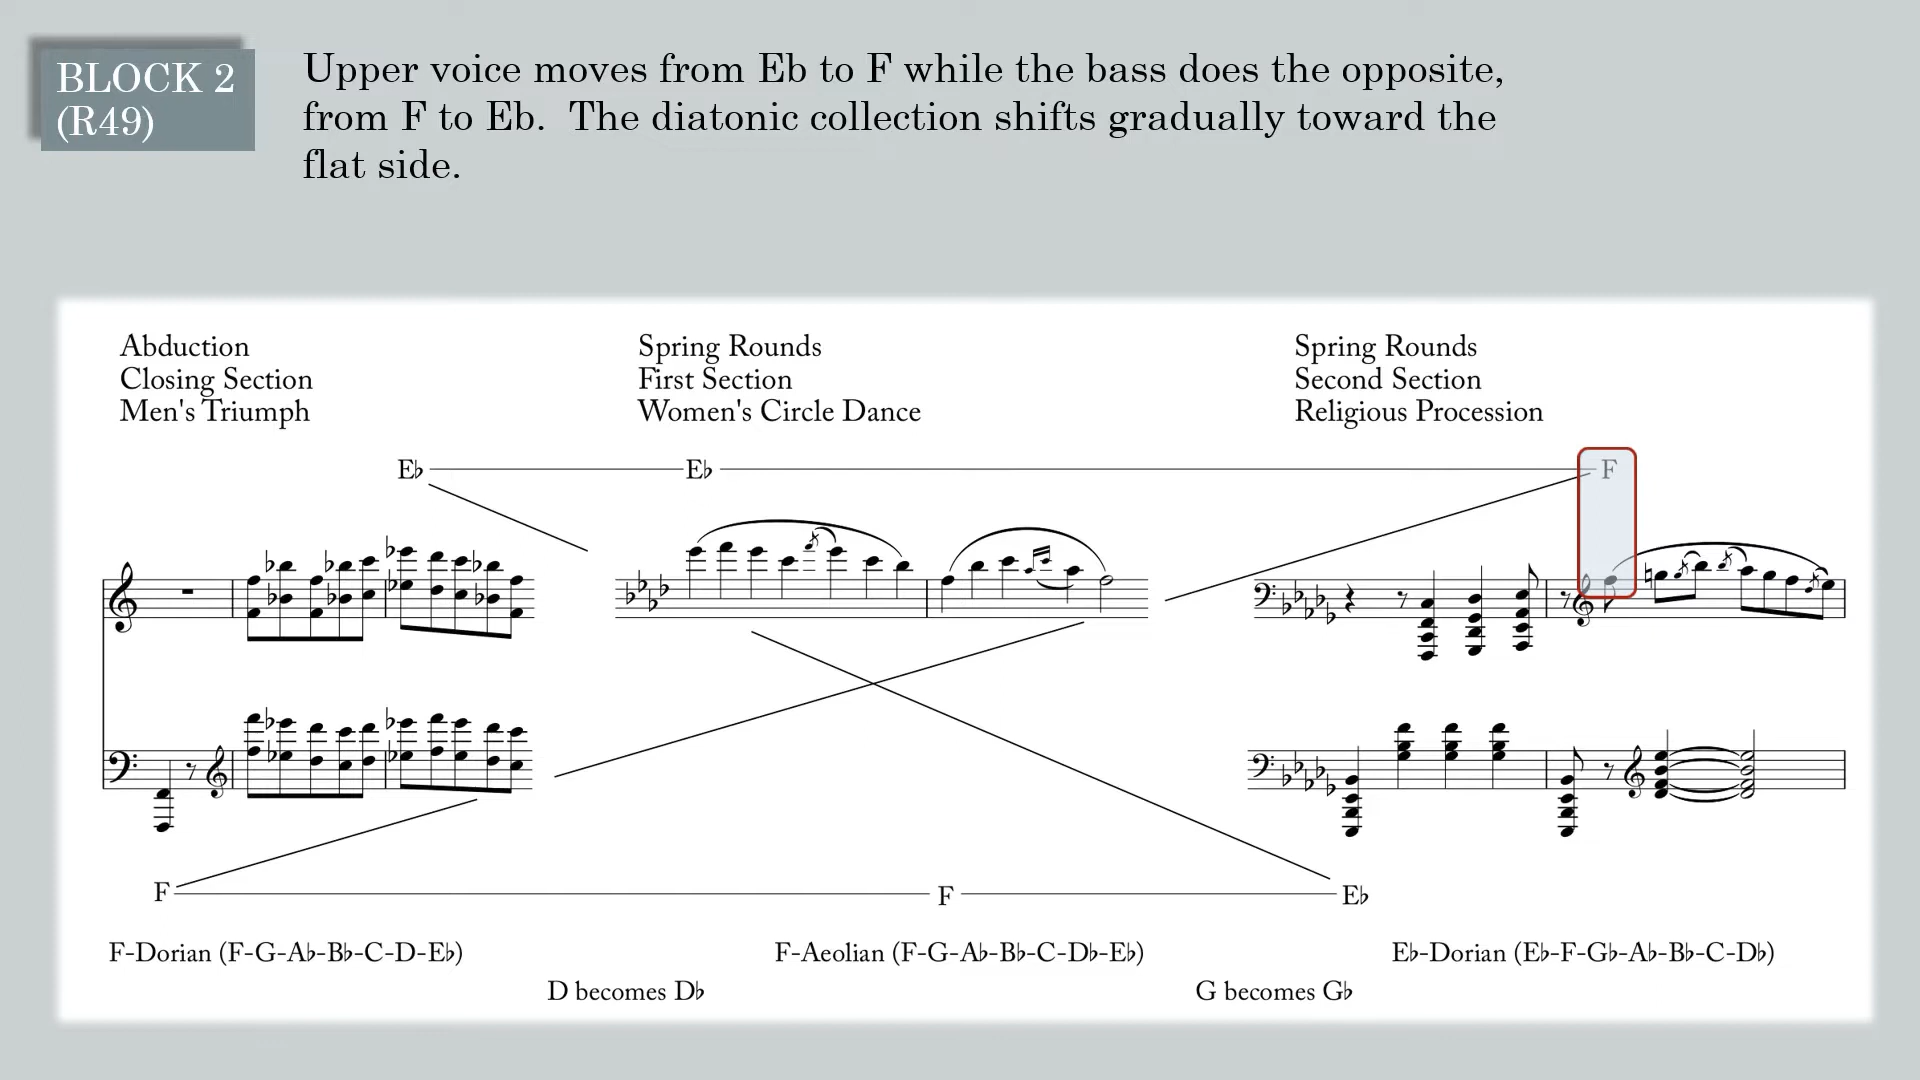 BLOCK 2
(R49)
Upper voice moves from Eb to F while the bass does the opposite,
from F to Eb.  The diatonic collection shifts gradually toward the
flat side.
Abduction
Closing Section
Men's Triumph
Spring Rounds
First Section
Women's Circle Dance
Spring Rounds
Second Section
Religious Procession
E♭ E♭ F
F F E♭
F-Dorian (F-G-A♭-B♭-C-D-E♭) F-Aeolian (F-G-A♭-B♭-C-D♭-E♭) E♭-Dorian (E♭-F-G♭-A♭-B♭-C-D♭)
D becomes D♭ G becomes G♭